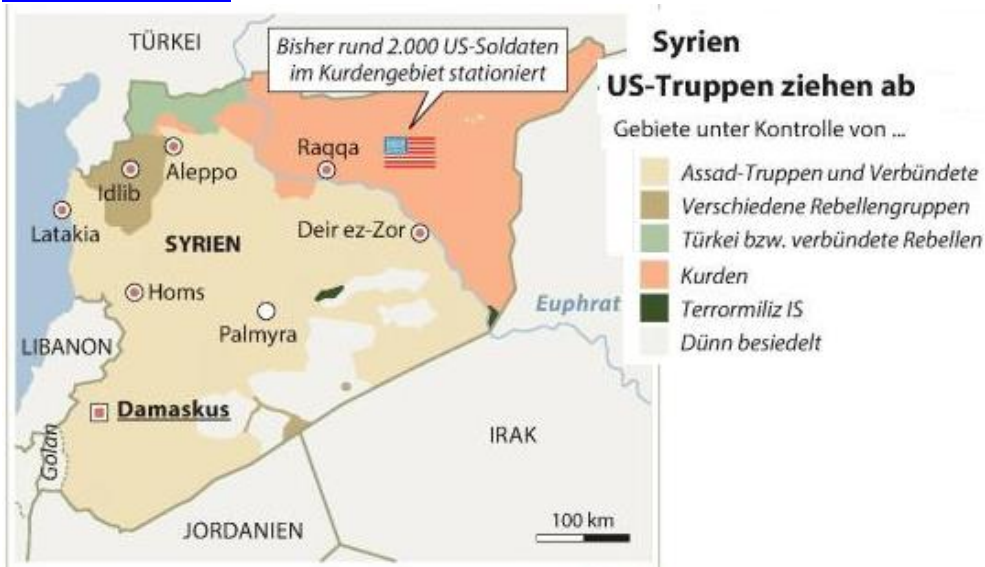 TÜRKEI
Bisher rund 2.000 US-Soldaten
im Kurdengebiet stationiert
Aleppo
Idlib
Raqqa
Latakia
SYRIEN
Deir ez-Zor
Homs
Palmyra
Euphrat
LIBANON
Damaskus
Golan
IRAK
JORDANIEN
100 km
Syrien
US-Truppen ziehen ab
Gebiete unter Kontrolle von ...
Assad-Truppen und Verbündete
Verschiedene Rebellengruppen
Türkei bzw. verbündete Rebellen
Kurden
Terrormiliz IS
Dünn besiedelt